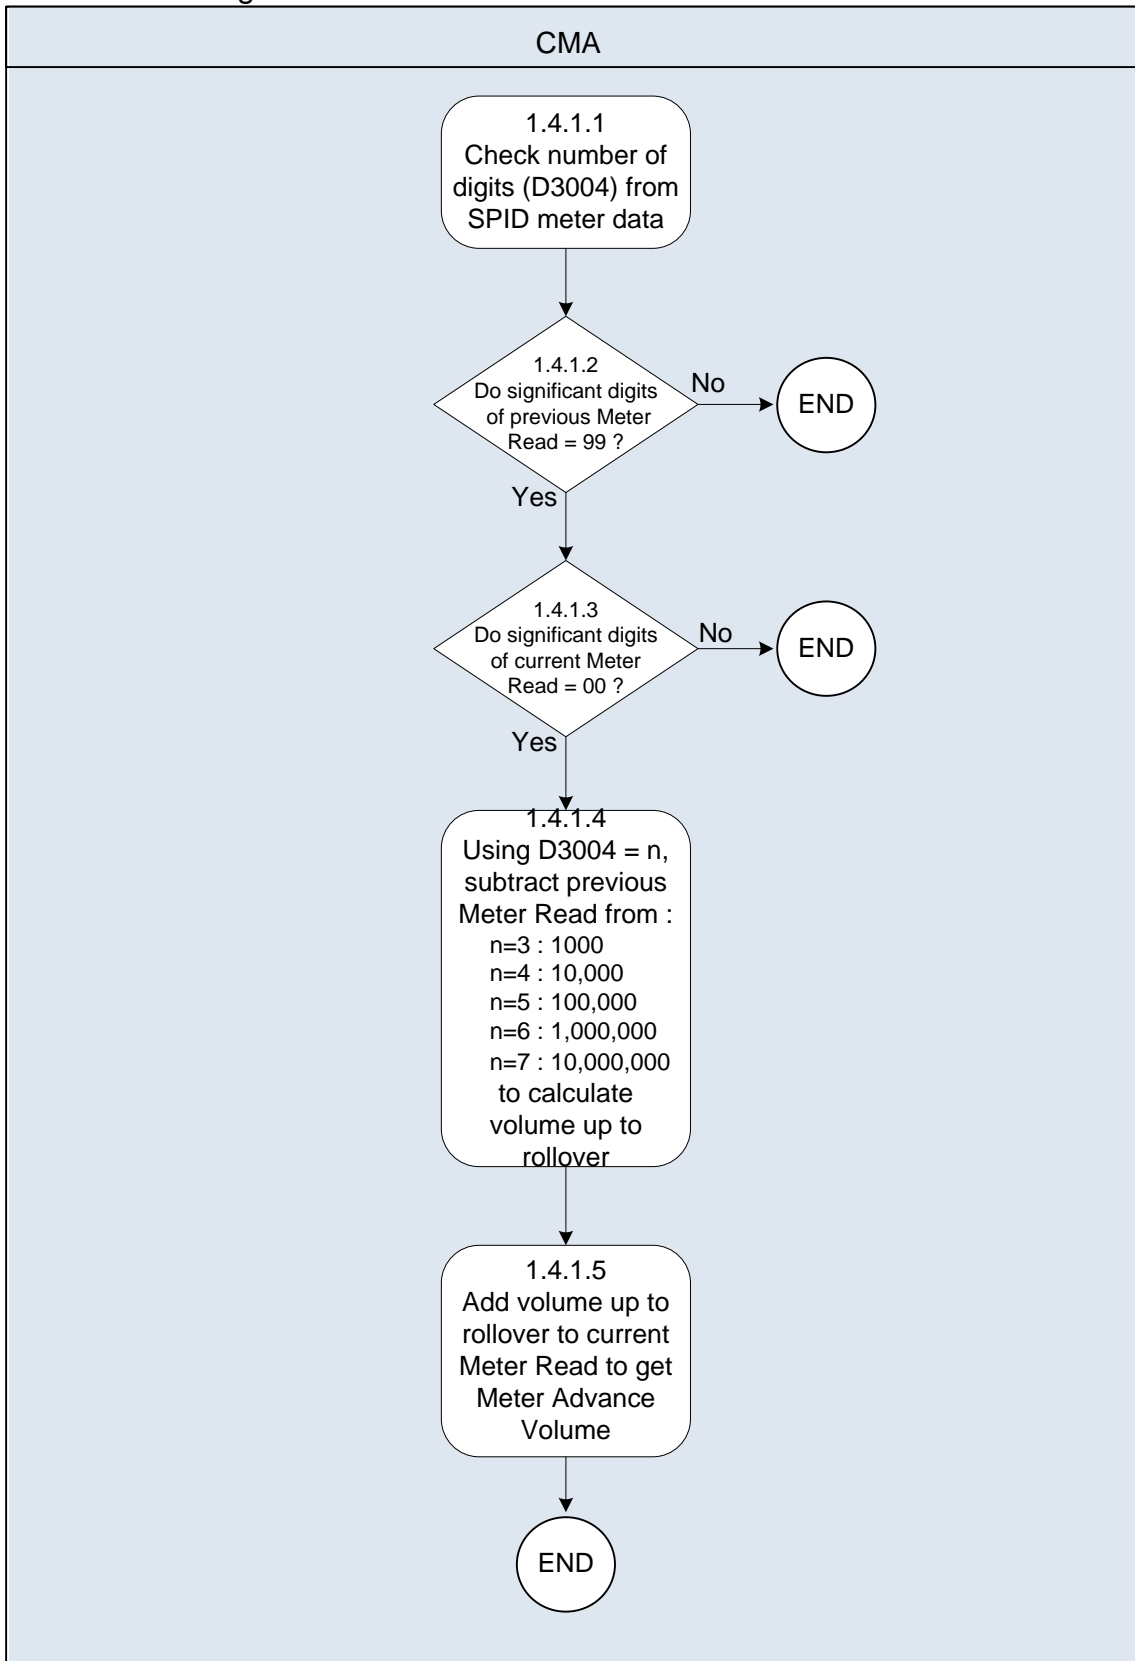 CMA
1.4.1.1
Check number of
digits (D3004) from
SPID meter data
1.4.1.2
Do significant digits
of previous Meter
Read = 99 ?
No
END
Yes
1.4.1.3
Do significant digits
of current Meter
Read = 00 ?
No
END
Yes
1.4.1.4
Using D3004 = n,
subtract previous
Meter Read from :
n=3 : 1000
n=4 : 10,000
n=5 : 100,000
n=6 : 1,000,000
n=7 : 10,000,000
to calculate
volume up to
rollover
1.4.1.5
Add volume up to
rollover to current
Meter Read to get
Meter Advance
Volume
END